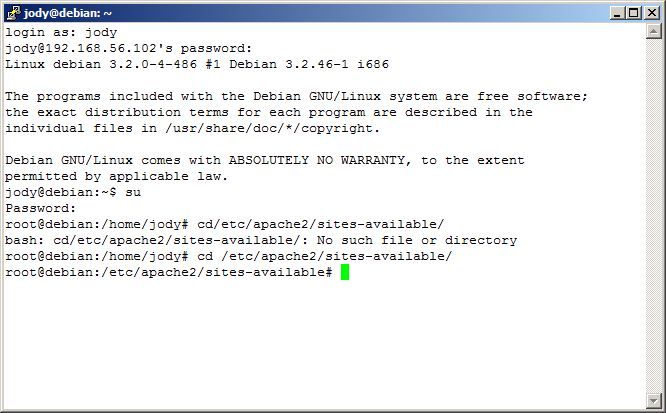 jody@debian: ~
login as: jody
jody@192.168.56.102's password:
Linux debian 3.2.0-4-486 #1 Debian 3.2.46-1 i686
The programs included with the Debian GNU/Linux system are free software;
the exact distribution terms for each program are described in the
individual files in /usr/share/doc/*/copyright.
Debian GNU/Linux comes with ABSOLUTELY NO WARRANTY, to the extent
permitted by applicable law.
jody@debian:~$ su
Password:
root@debian:/home/jody# cd/etc/apache2/sites-available/
bash: cd/etc/apache2/sites-available/: No such file or directory
root@debian:/home/jody# cd /etc/apache2/sites-available/
root@debian:/etc/apache2/sites-available#